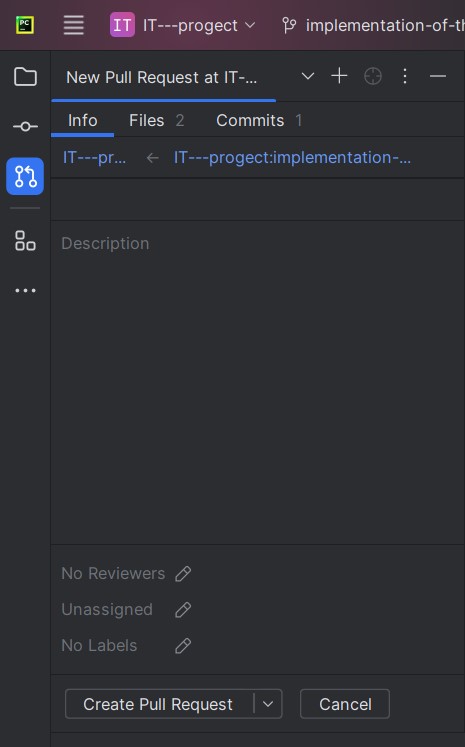 PC IT IT---progect implementation-of-th
New Pull Request at IT-...
Info Files 2 Commits 1
IT---pr... ← IT---progect:implementation-...
Description
No Reviewers
Unassigned
No Labels
Create Pull Request Cancel